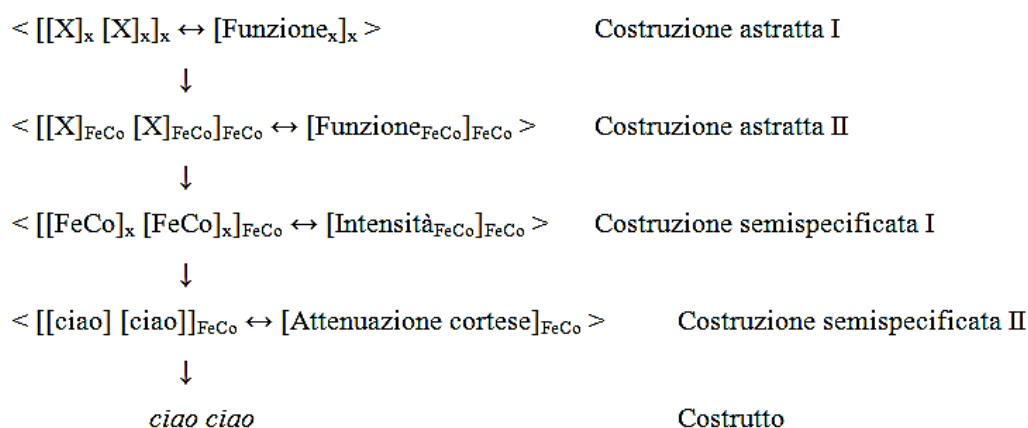 < [[X]x [X]x]x ↔ [Funzionex]x > Costruzione astratta I
↓
< [[X]FeCo [X]FeCo]FeCo ↔ [FunzioneFeCo]FeCo > Costruzione astratta II
↓
< [[FeCo]x [FeCo]x]FeCo ↔ [IntensitàFeCo]FeCo > Costruzione semispecificata I
↓
< [[ciao] [ciao]]FeCo ↔ [Attenuazione cortese]FeCo > Costruzione semispecificata II
↓
ciao ciao Costrutto